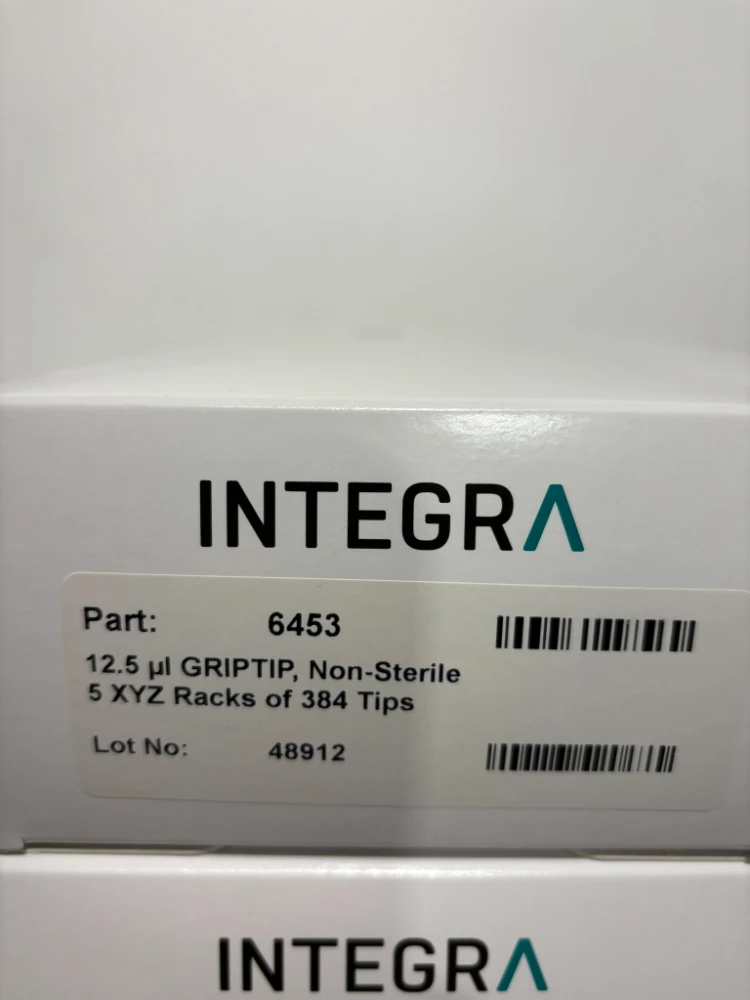 INTEGRA
Part: 6453
12.5 µl GRIPTIP, Non-Sterile
5 XYZ Racks of 384 Tips
Lot No: 48912
INTEGRA